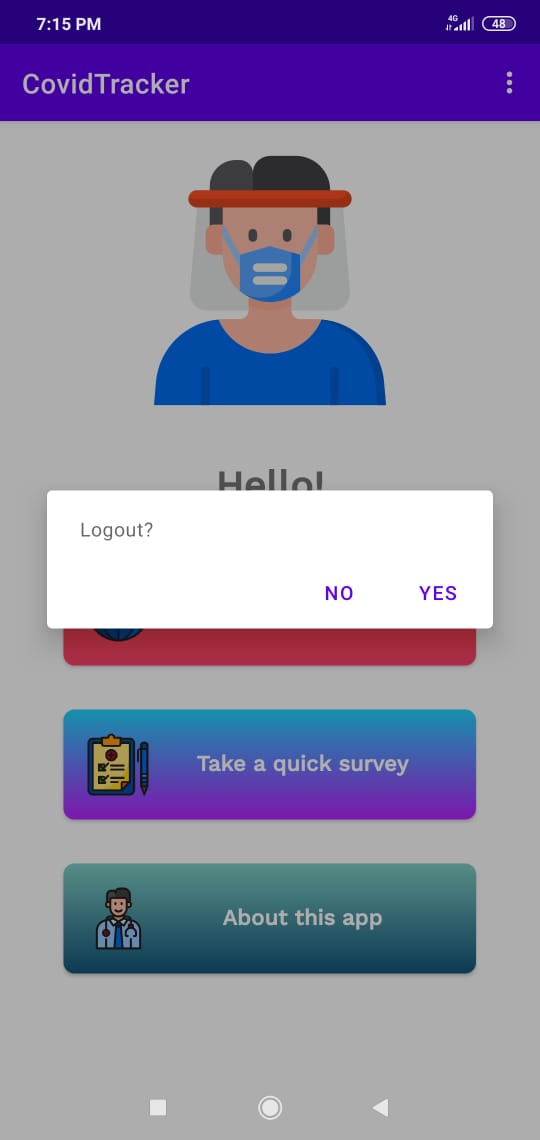 7:15 PM
4G
48
CovidTracker
Hello!
Logout?
NO
YES
Take a quick survey
About this app